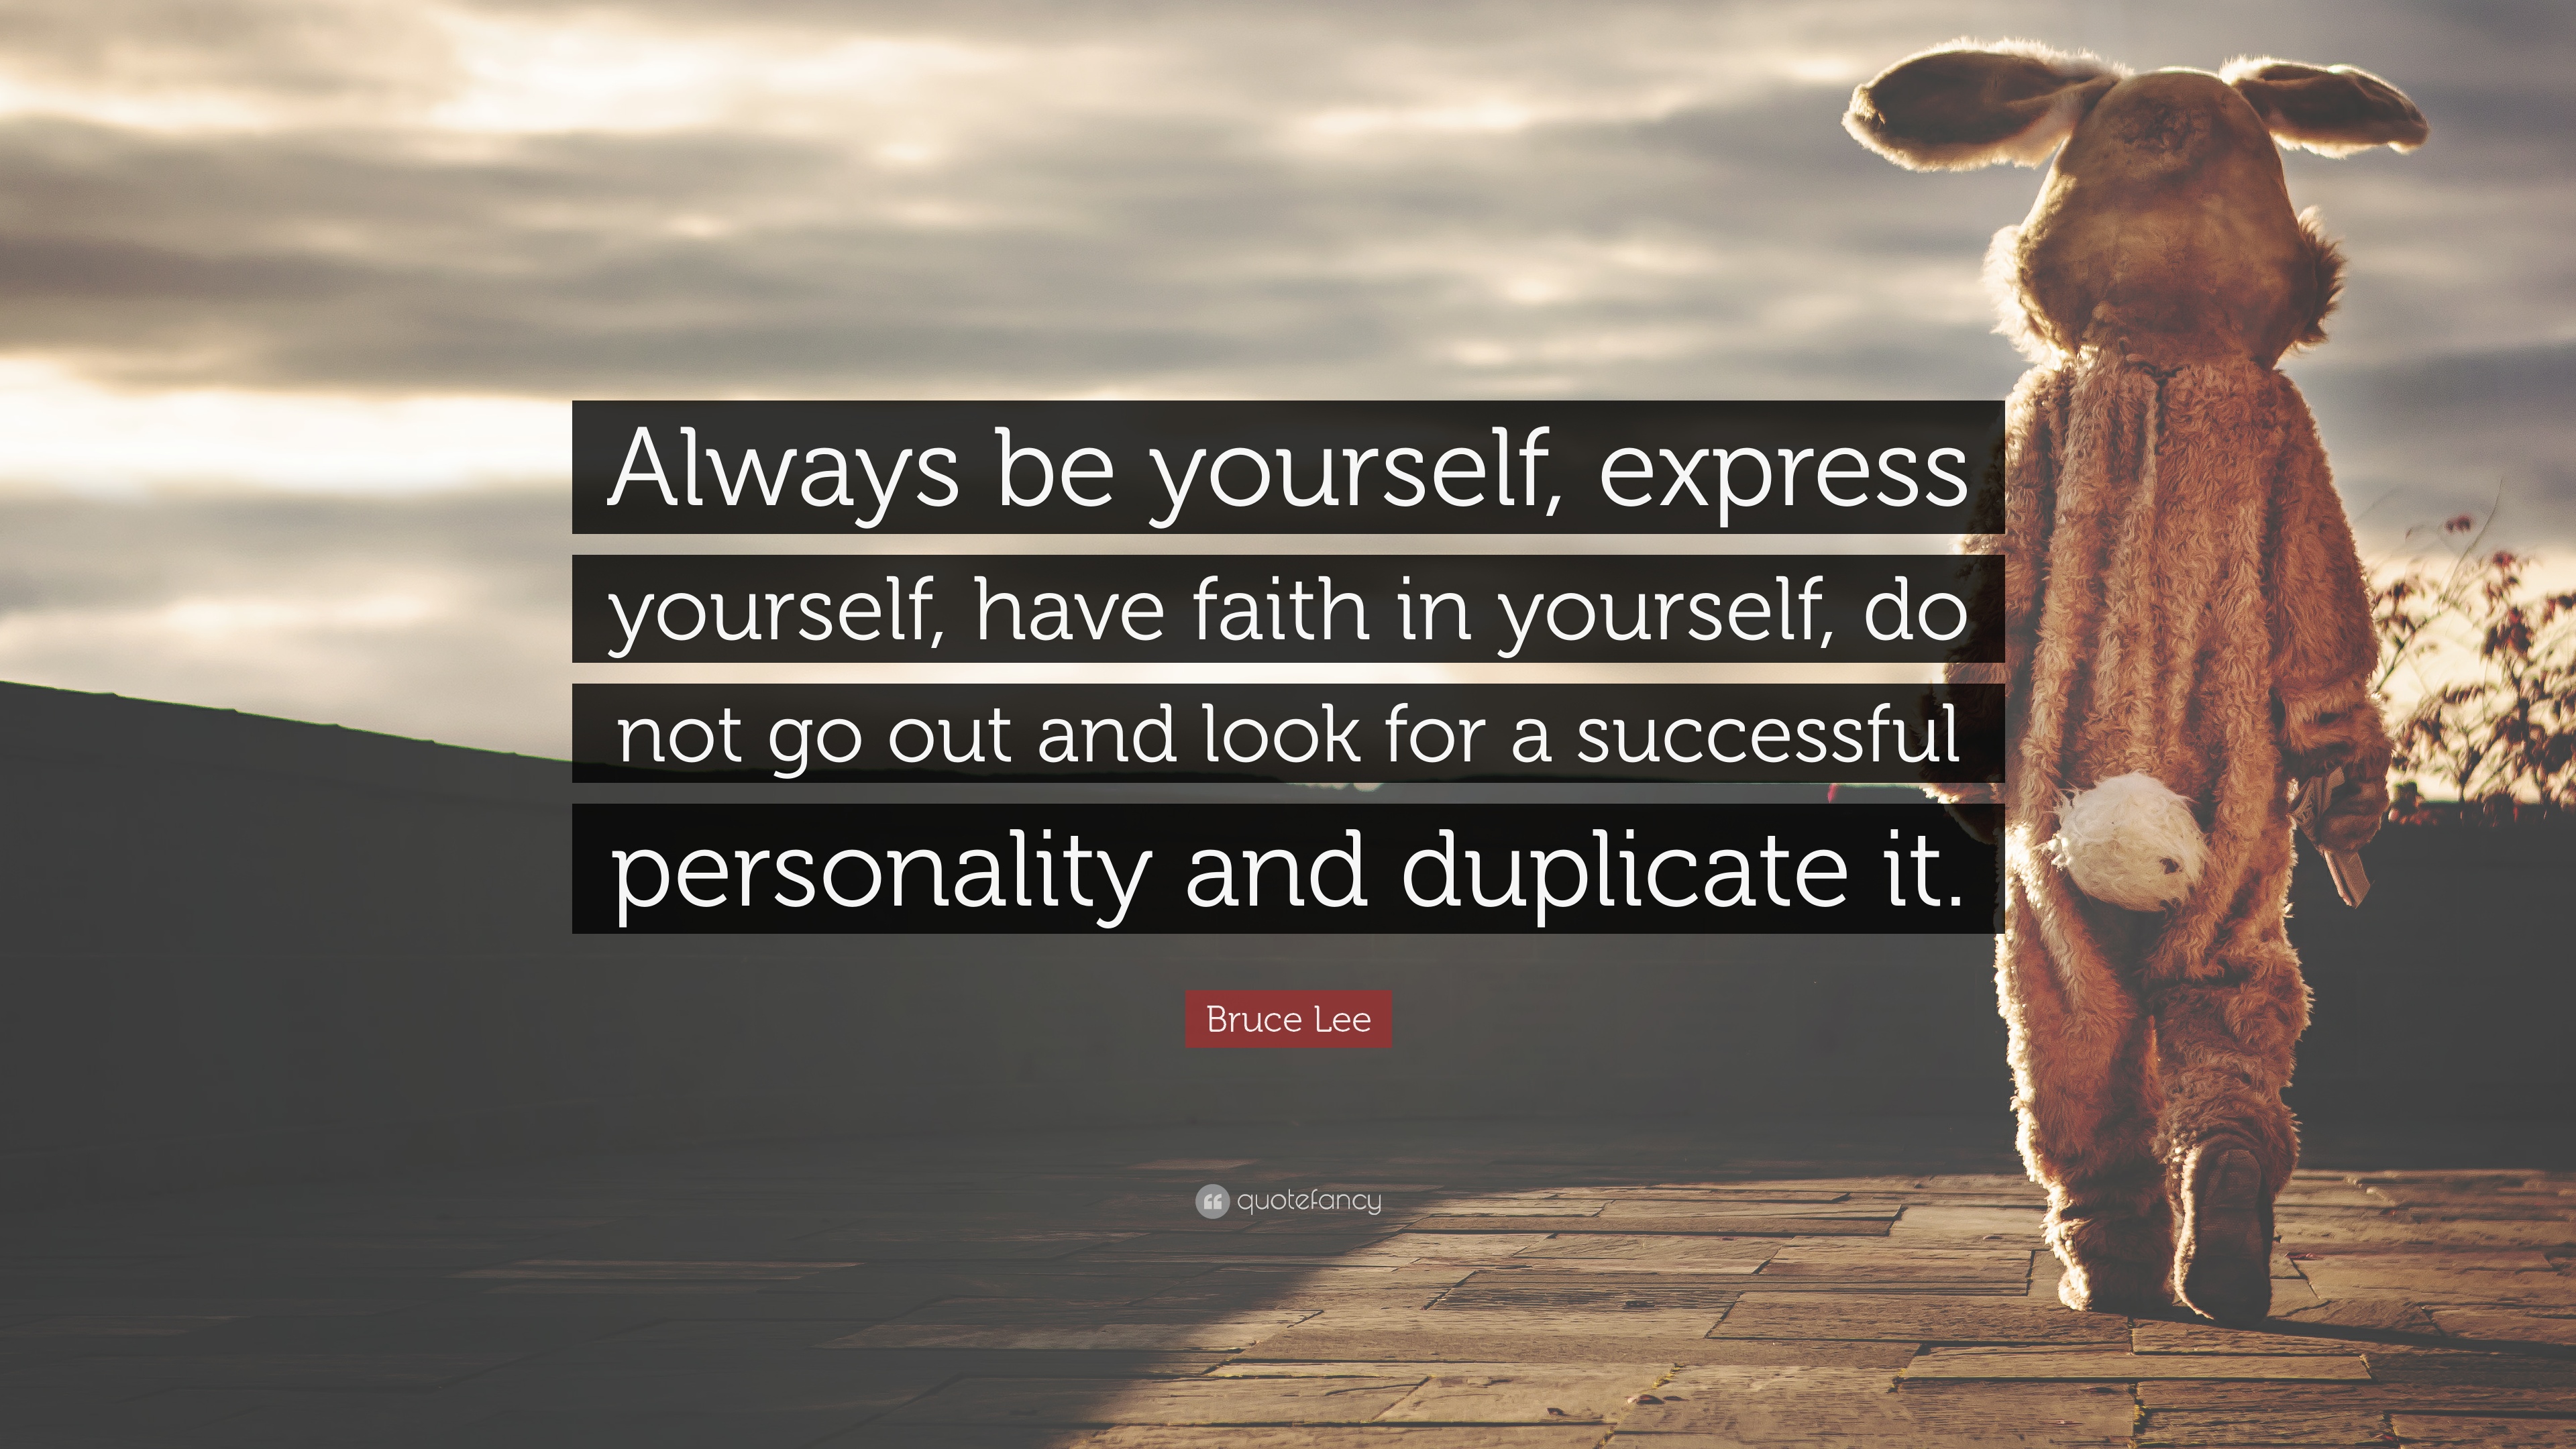 Always be yourself, express
yourself, have faith in yourself, do
not go out and look for a successful
personality and duplicate it.
Bruce Lee
quotefancy